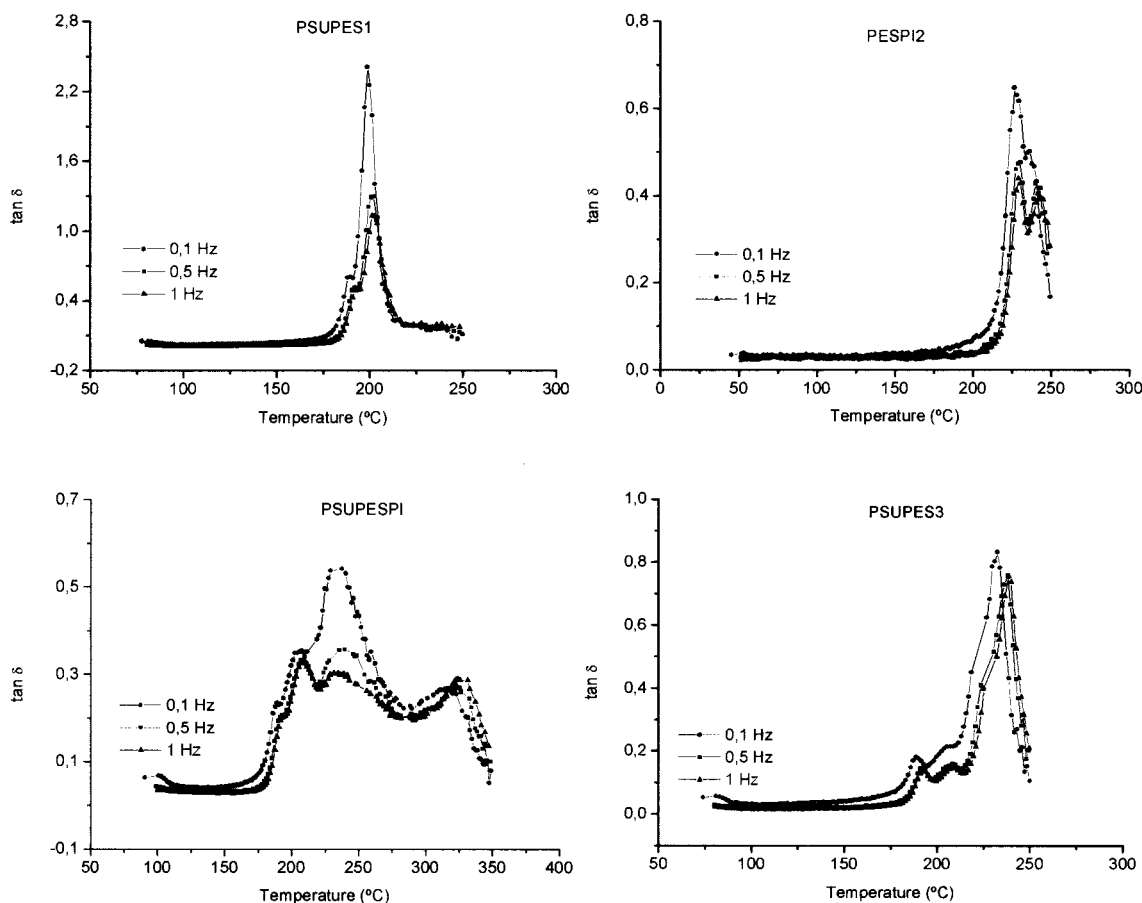 PSUPES1
2,8
2,2
1,6
1,0
0,4
-0,2
tan δ
0,1 Hz
0,5 Hz
1 Hz
50 100 150 200 250 300
Temperature (ºC)
PESPI2
0,8
0,6
0,4
0,2
0,0
tan δ
0,1 Hz
0,5 Hz
1 Hz
0 50 100 150 200 250 300
Temperature (ºC)
PSUPESPI
0,7
0,5
0,3
0,1
-0,1
tan δ
0,1 Hz
0,5 Hz
1 Hz
50 100 150 200 250 300 350 400
Temperature (ºC)
PSUPES3
1,0
0,8
0,6
0,4
0,2
0,0
tan δ
0,1 Hz
0,5 Hz
1 Hz
50 100 150 200 250 300
Temperature (ºC)